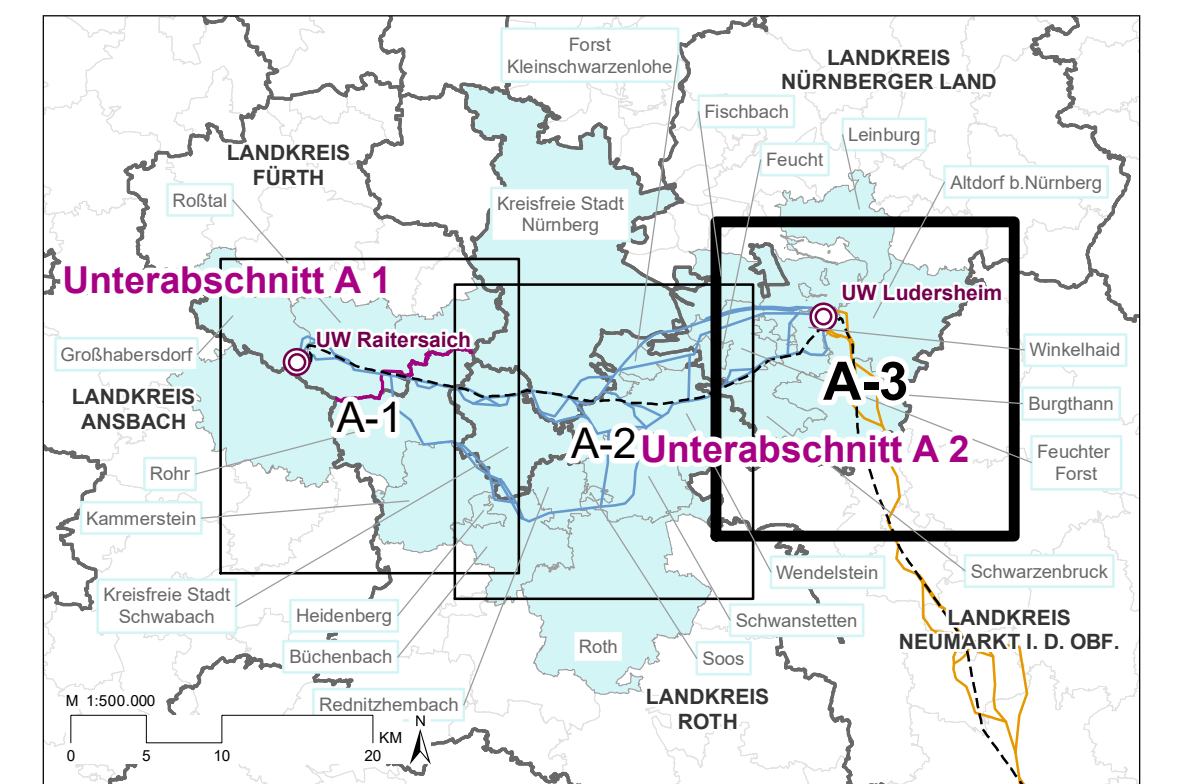 Forst
Kleinschwarzenlohe
LANDKREIS
NÜRNBERGER LAND
Fischbach
Leinburg
LANDKREIS
FÜRTH
Feucht
Altdorf b.Nürnberg
Roßtal
Kreisfreie Stadt
Nürnberg
Unterabschnitt A 1
UW Ludersheim
UW Raitersaich
Großhabersdorf
Winkelhaid
LANDKREIS
ANSBACH
A-3
Burgthann
A-1
A-2
Unterabschnitt A 2
Feuchter
Forst
Rohr
Kammerstein
Wendelstein
Schwarzenbruck
Kreisfreie Stadt
Schwabach
Heidenberg
Schwanstetten
LANDKREIS
NEUMARKT I. D. OBF.
Büchenbach
Roth
Soos
Rednitzhembach
LANDKREIS
ROTH
M 1:500.000
N
KM
0 5 10 20